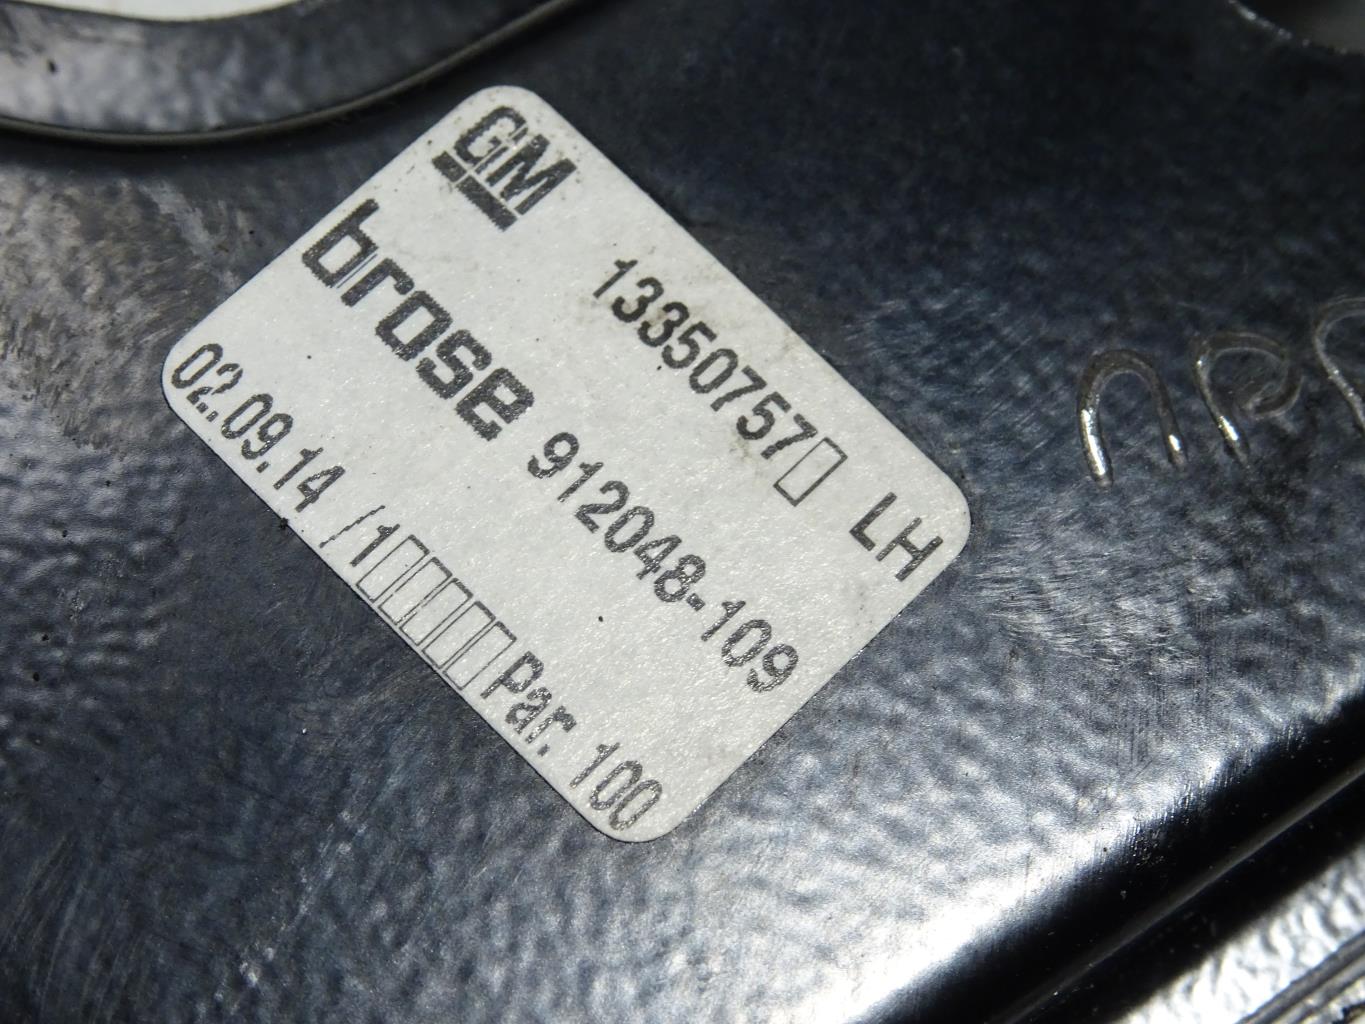 GM
13350757▯ LH
brose 912048-109
02.09.14 /1▯▯▯▯Par. 100